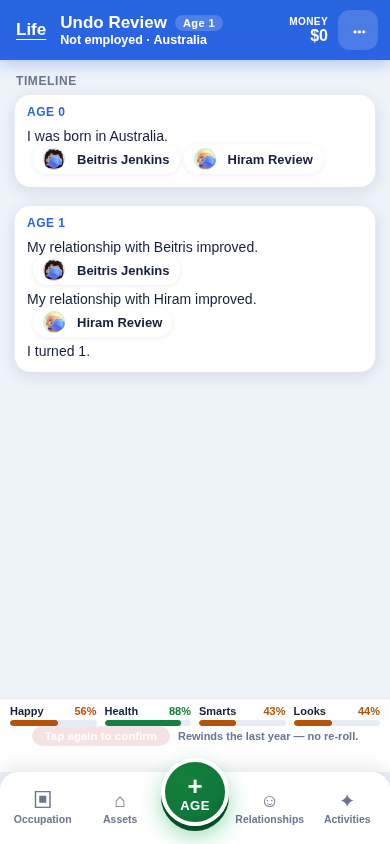 Life
Undo Review Age 1
Not employed · Australia
MONEY
$0
TIMELINE
AGE 0
I was born in Australia.
Beitris Jenkins Hiram Review
AGE 1
My relationship with Beitris improved.
Beitris Jenkins
My relationship with Hiram improved.
Hiram Review
I turned 1.
Happy 56% Health 88% Smarts 43% Looks 44%
Tap again to confirm Rewinds the last year — no re-roll.
+
AGE
Occupation Assets Relationships Activities